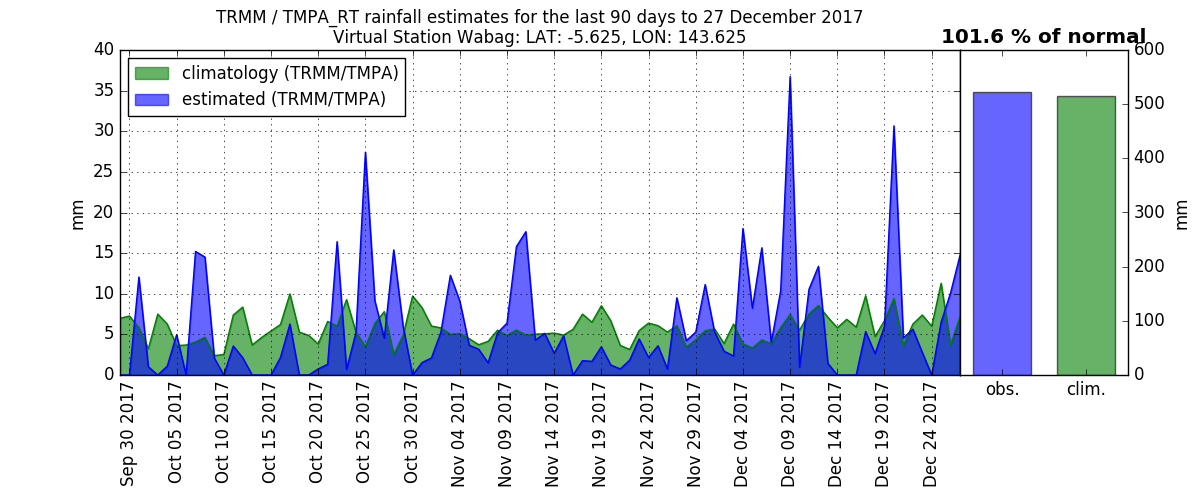 TRMM / TMPA_RT rainfall estimates for the last 90 days to 27 December 2017
Virtual Station Wabag: LAT: -5.625, LON: 143.625
101.6 % of normal
climatology (TRMM/TMPA)
estimated (TRMM/TMPA)
40
35
30
25
20
15
10
5
0
mm
Sep 30 2017
Oct 05 2017
Oct 10 2017
Oct 15 2017
Oct 20 2017
Oct 25 2017
Oct 30 2017
Nov 04 2017
Nov 09 2017
Nov 14 2017
Nov 19 2017
Nov 24 2017
Nov 29 2017
Dec 04 2017
Dec 09 2017
Dec 14 2017
Dec 19 2017
Dec 24 2017
obs.
clim.
600
500
400
300
200
100
0
mm